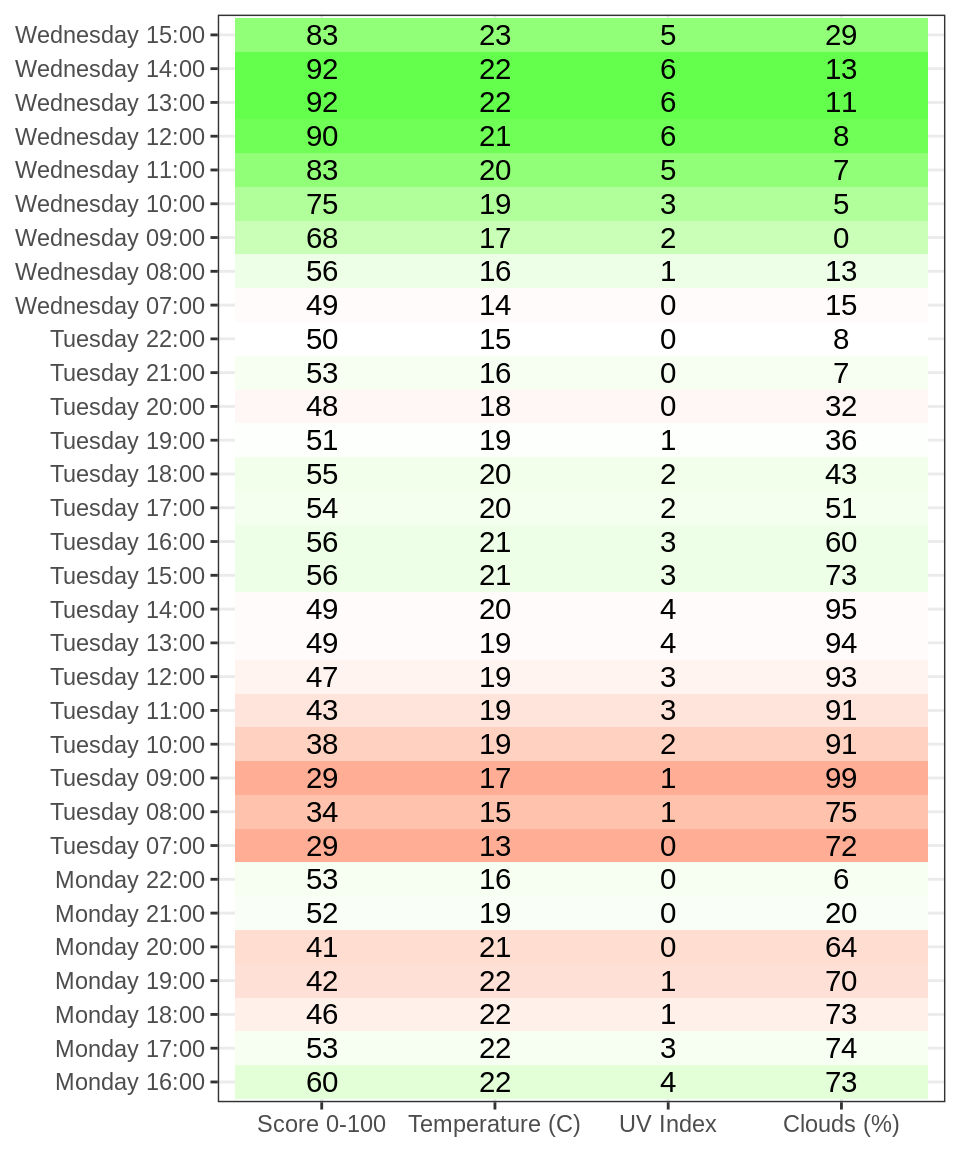 Wednesday 15:00 83 23 5 29
Wednesday 14:00 92 22 6 13
Wednesday 13:00 92 22 6 11
Wednesday 12:00 90 21 6 8
Wednesday 11:00 83 20 5 7
Wednesday 10:00 75 19 3 5
Wednesday 09:00 68 17 2 0
Wednesday 08:00 56 16 1 13
Wednesday 07:00 49 14 0 15
Tuesday 22:00 50 15 0 8
Tuesday 21:00 53 16 0 7
Tuesday 20:00 48 18 0 32
Tuesday 19:00 51 19 1 36
Tuesday 18:00 55 20 2 43
Tuesday 17:00 54 20 2 51
Tuesday 16:00 56 21 3 60
Tuesday 15:00 56 21 3 73
Tuesday 14:00 49 20 4 95
Tuesday 13:00 49 19 4 94
Tuesday 12:00 47 19 3 93
Tuesday 11:00 43 19 3 91
Tuesday 10:00 38 19 2 91
Tuesday 09:00 29 17 1 99
Tuesday 08:00 34 15 1 75
Tuesday 07:00 29 13 0 72
Monday 22:00 53 16 0 6
Monday 21:00 52 19 0 20
Monday 20:00 41 21 0 64
Monday 19:00 42 22 1 70
Monday 18:00 46 22 1 73
Monday 17:00 53 22 3 74
Monday 16:00 60 22 4 73
Score 0-100 Temperature (C) UV Index Clouds (%)